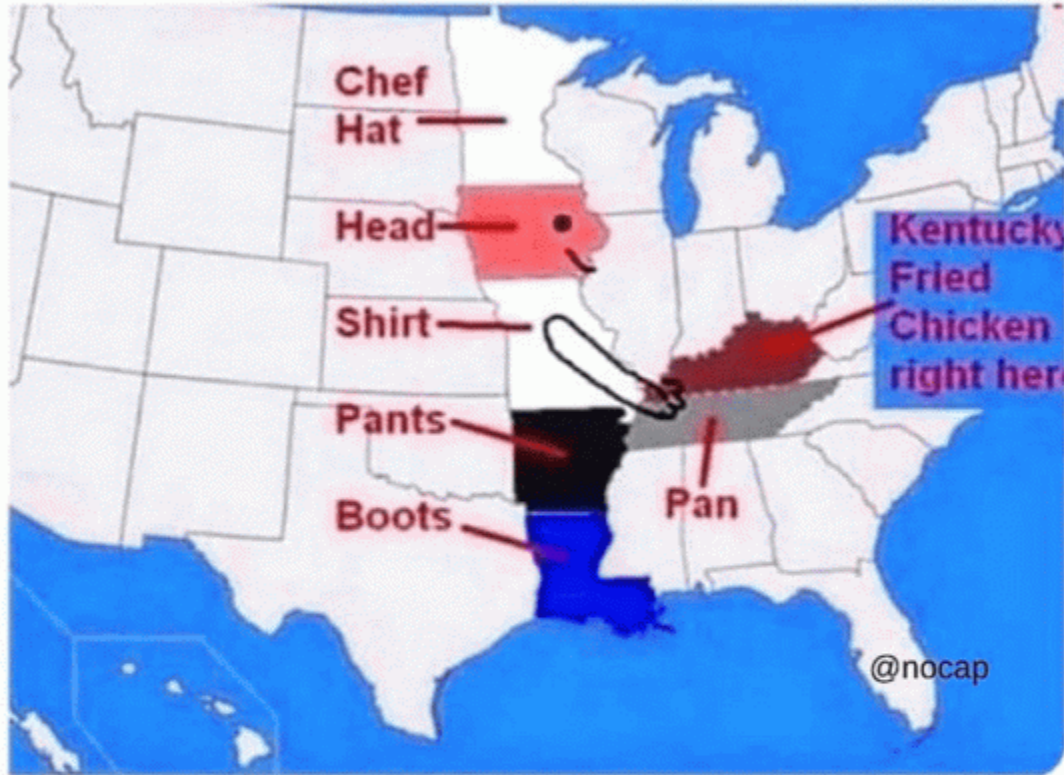 Chef
Hat
Head
Kentucky
Fried
Chicken
right here
Shirt
Pants
Pan
Boots
@nocap